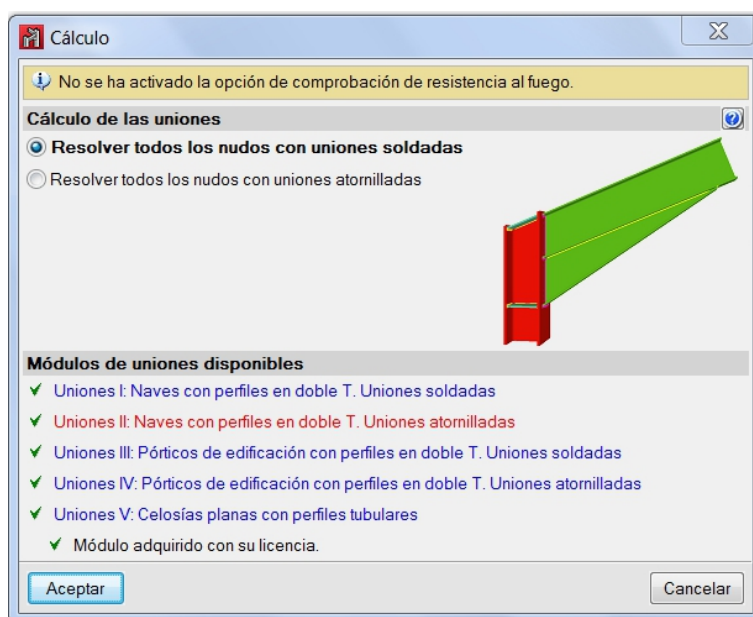 Cálculo
No se ha activado la opción de comprobación de resistencia al fuego.
Cálculo de las uniones
Resolver todos los nudos con uniones soldadas
Resolver todos los nudos con uniones atornilladas
Módulos de uniones disponibles
Uniones I: Naves con perfiles en doble T. Uniones soldadas
Uniones II: Naves con perfiles en doble T. Uniones atornilladas
Uniones III: Pórticos de edificación con perfiles en doble T. Uniones soldadas
Uniones IV: Pórticos de edificación con perfiles en doble T. Uniones atornilladas
Uniones V: Celosías planas con perfiles tubulares
Módulo adquirido con su licencia.
Aceptar
Cancelar